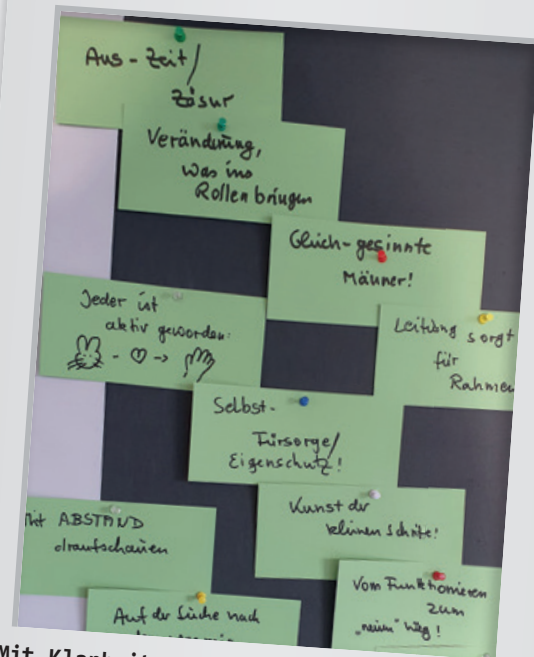 Aus-Zeit/
Zäsur
Veränderung,
was ins
Rollen bringen
Gleich-gesinnte
Männer!
Jeder ist
aktiv geworden:
Leitung sorgt
für
Rahmen
Selbst-
Fürsorge/
Eigenschutz!
Kunst der
kleinen Schritte!
Mit ABSTAND
draufschauen
Vom Funktionieren
zum
„neuen" Weg!
Auf der Suche nach
Mit